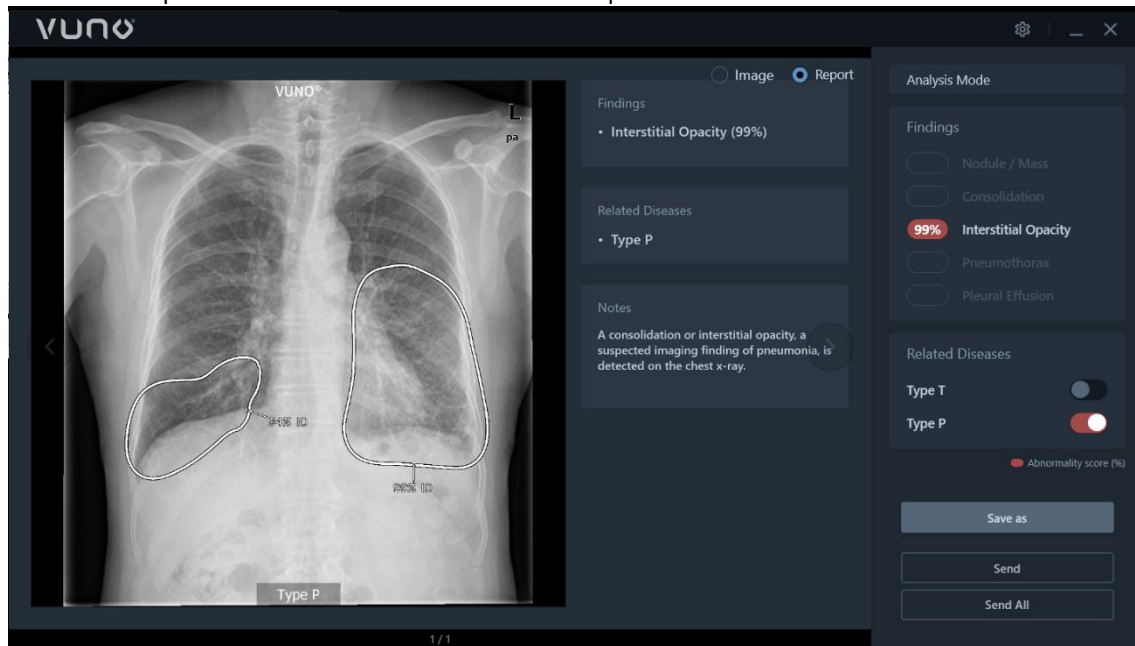 VUNO
Image
Report
VUNO®
L
pa
94% IO
Type P
Findings
• Interstitial Opacity (99%)
Related Diseases
• Type P
Notes
A consolidation or interstitial opacity, a
suspected imaging finding of pneumonia, is
detected on the chest x-ray.
Analysis Mode
Findings
Nodule / Mass
Consolidation
99% Interstitial Opacity
Pneumothorax
Pleural Effusion
Related Diseases
Type T
Type P
Abnormality score (%)
Save as
Send
Send All
1 / 1